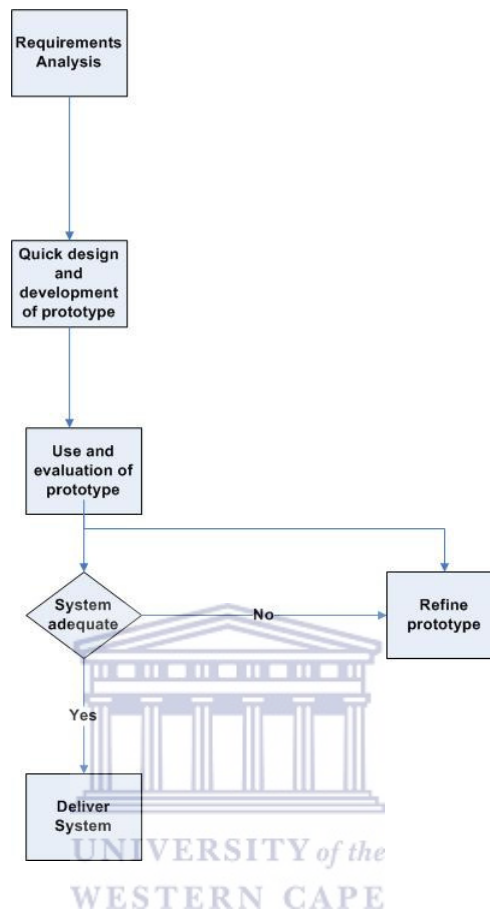 Requirements
Analysis
Quick design
and
development
of prototype
Use and
evaluation of
prototype
System
adequate
No
Refine
prototype
Yes
Deliver
System
UNIVERSITY of the
WESTERN CAPE